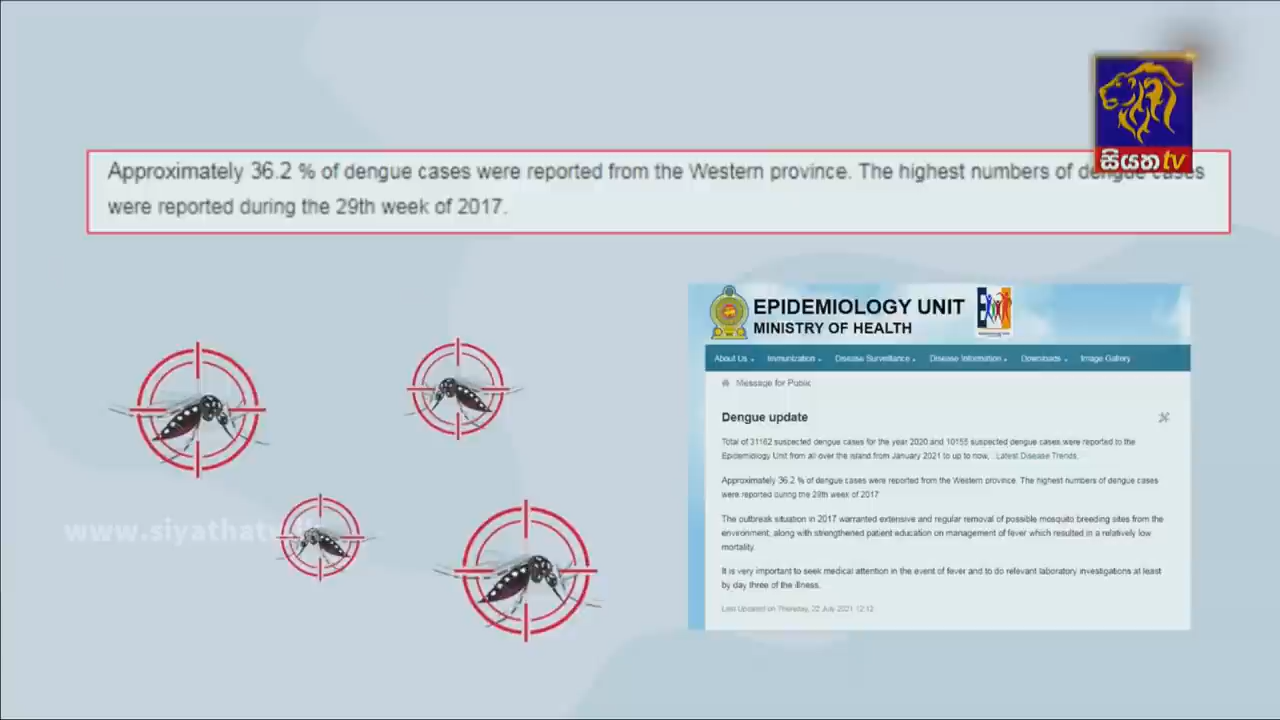 සියත tv
Approximately 36.2 % of dengue cases were reported from the Western province. The highest numbers of dengue cases
were reported during the 29th week of 2017.
EPIDEMIOLOGY UNIT
MINISTRY OF HEALTH
About Us Immunization Disease Surveillance Disease Information Downloads Image Gallery
Message for Public
Dengue update
Total of 31162 suspected dengue cases for the year 2020 and 10155 suspected dengue cases were reported to the
Epidemiology Unit from all over the island from January 2021 to up to now, . Latest Disease Trends.
Approximately 36.2 % of dengue cases were reported from the Western province. The highest numbers of dengue cases
were reported during the 29th week of 2017
The outbreak situation in 2017 warranted extensive and regular removal of possible mosquito breeding sites from the
environment, along with strengthened patient education on management of fever which resulted in a relatively low
mortality.
It is very important to seek medical attention in the event of fever and to do relevant laboratory investigations at least
by day three of the illness.
Last Updated on Thursday, 22 July 2021 12:12
www.siyathatv